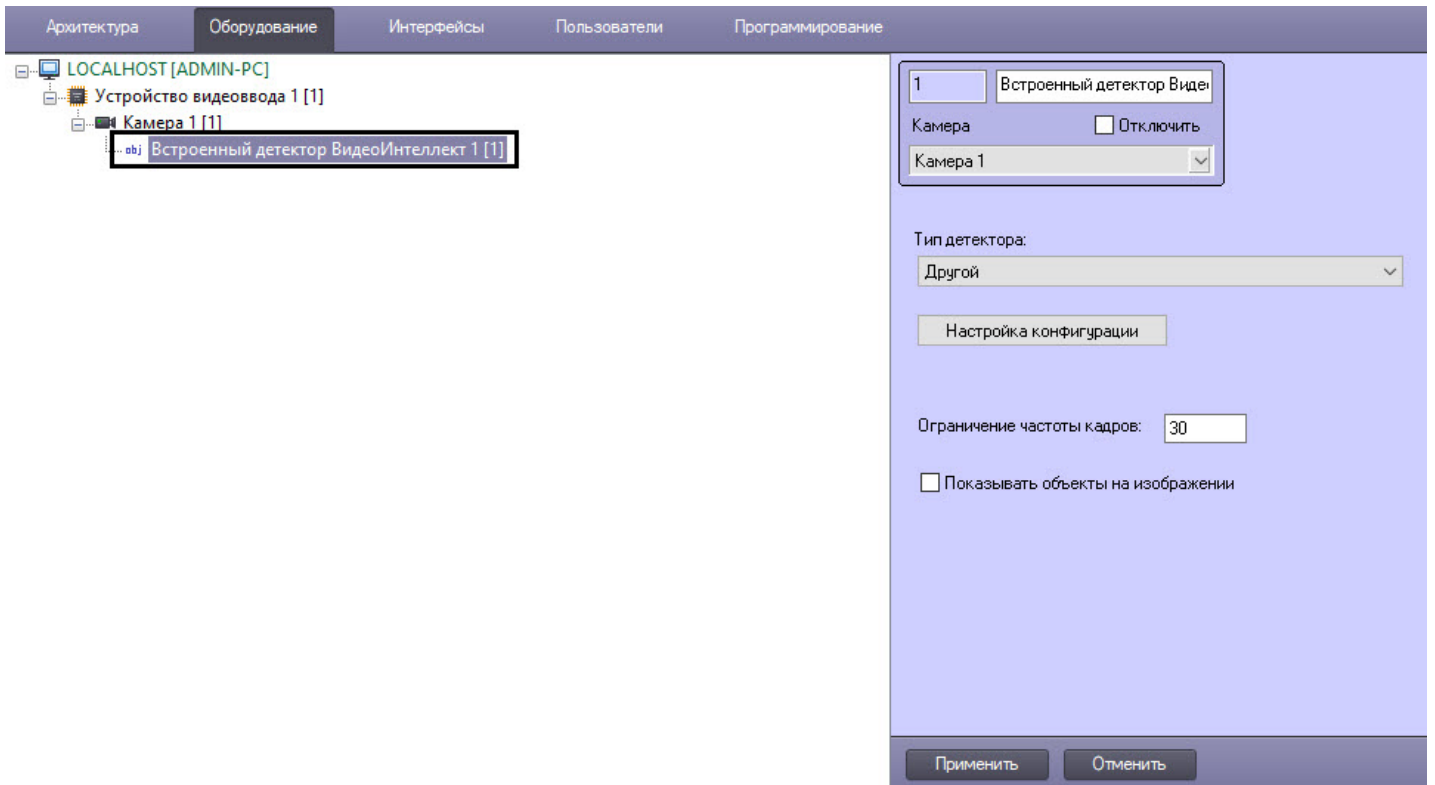 Архитектура Оборудование Интерфейсы Пользователи Программирование
LOCALHOST [ADMIN-PC]
Устройство видеоввода 1 [1]
Камера 1 [1]
obj Встроенный детектор ВидеоИнтеллект 1 [1]
1 Встроенный детектор Виде
Камера Отключить
Камера 1
Тип детектора:
Другой
Настройка конфигурации
Ограничение частоты кадров: 30
Показывать объекты на изображении
Применить Отменить